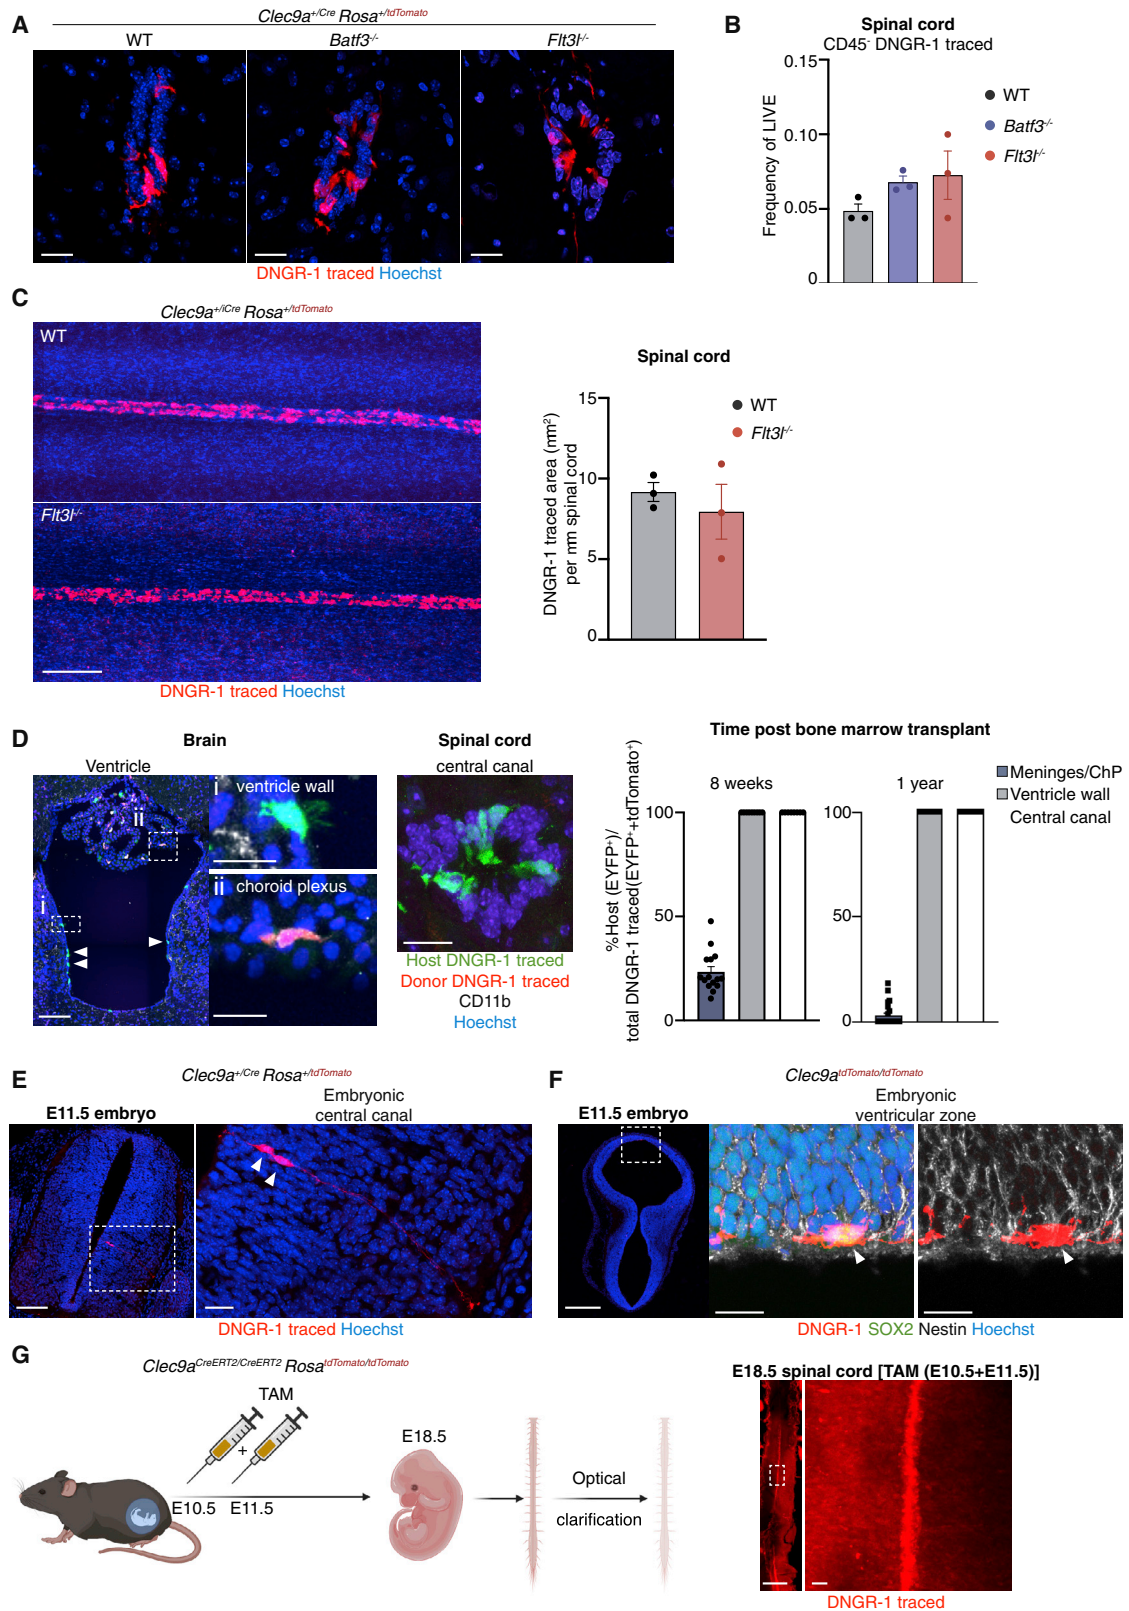 A
Clec9a+/Cre Rosa+/tdTomato
WT
Batf3-/-
Flt3l-/-
DNGR-1 traced Hoechst
B
Spinal cord
CD45- DNGR-1 traced
Frequency of LIVE
0.15
0.10
0.05
0
WT
Batf3-/-
Flt3l-/-
C
Clec9a+/iCre Rosa+/tdTomato
WT
Flt3l-/-
DNGR-1 traced Hoechst
Spinal cord
DNGR-1 traced area (mm2)
per mm spinal cord
15
10
5
0
WT
Flt3l-/-
D
Brain
Ventricle
i
ii
i ventricle wall
ii choroid plexus
Spinal cord
central canal
Host DNGR-1 traced
Donor DNGR-1 traced
CD11b
Hoechst
Time post bone marrow transplant
%Host (EYFP+)/
total DNGR-1 traced(EYFP++tdTomato+)
8 weeks
100
50
0
1 year
100
50
0
Meninges/ChP
Ventricle wall
Central canal
E
Clec9a+/Cre Rosa+/tdTomato
E11.5 embryo
Embryonic
central canal
DNGR-1 traced Hoechst
F
Clec9atdTomato/tdTomato
E11.5 embryo
Embryonic
ventricular zone
DNGR-1 SOX2 Nestin Hoechst
G
Clec9aCreERT2/CreERT2 RosatdTomato/tdTomato
TAM
+
E10.5 E11.5
E18.5
Optical
clarification
E18.5 spinal cord [TAM (E10.5+E11.5)]
DNGR-1 traced